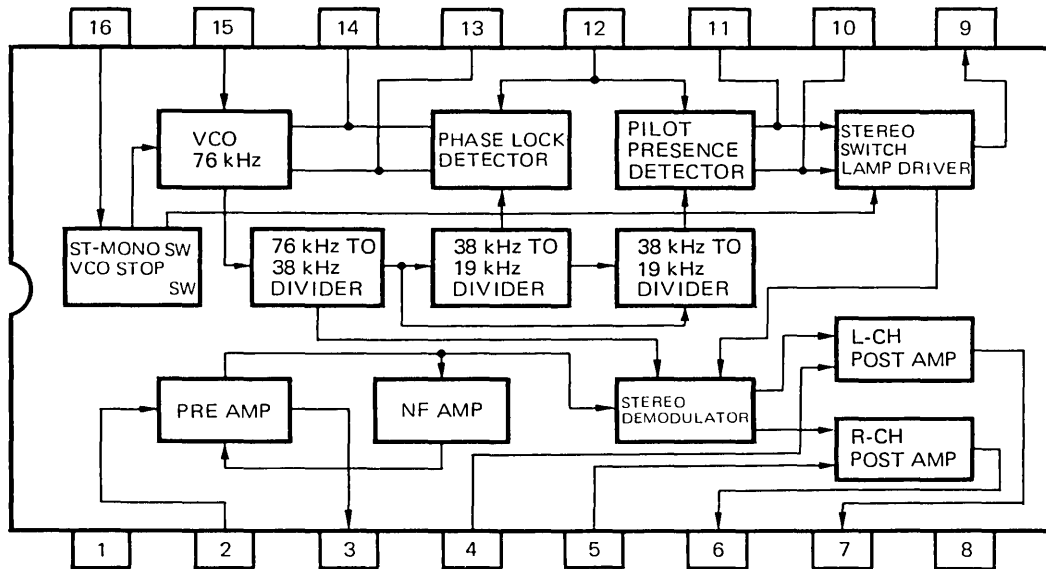 16 15 14 13 12 11 10 9
VCO
76 kHz
PHASE LOCK
DETECTOR
PILOT
PRESENCE
DETECTOR
STEREO
SWITCH
LAMP DRIVER
ST-MONO SW
VCO STOP
SW
76 kHz TO
38 kHz
DIVIDER
38 kHz TO
19 kHz
DIVIDER
38 kHz TO
19 kHz
DIVIDER
L-CH
POST AMP
PRE AMP
NF AMP
STEREO
DEMODULATOR
R-CH
POST AMP
1 2 3 4 5 6 7 8